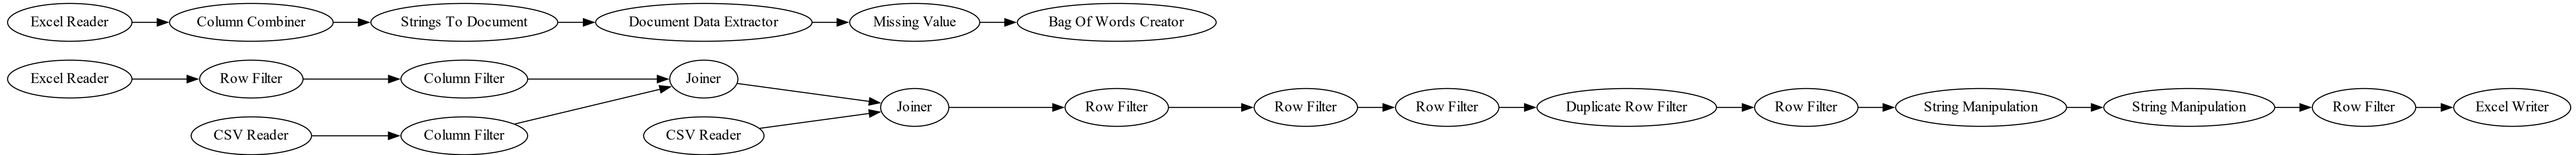 Excel Reader
Column Combiner
Strings To Document
Document Data Extractor
Missing Value
Bag Of Words Creator
Excel Reader
Row Filter
Column Filter
Joiner
CSV Reader
Column Filter
CSV Reader
Joiner
Row Filter
Row Filter
Row Filter
Duplicate Row Filter
Row Filter
String Manipulation
String Manipulation
Row Filter
Excel Writer